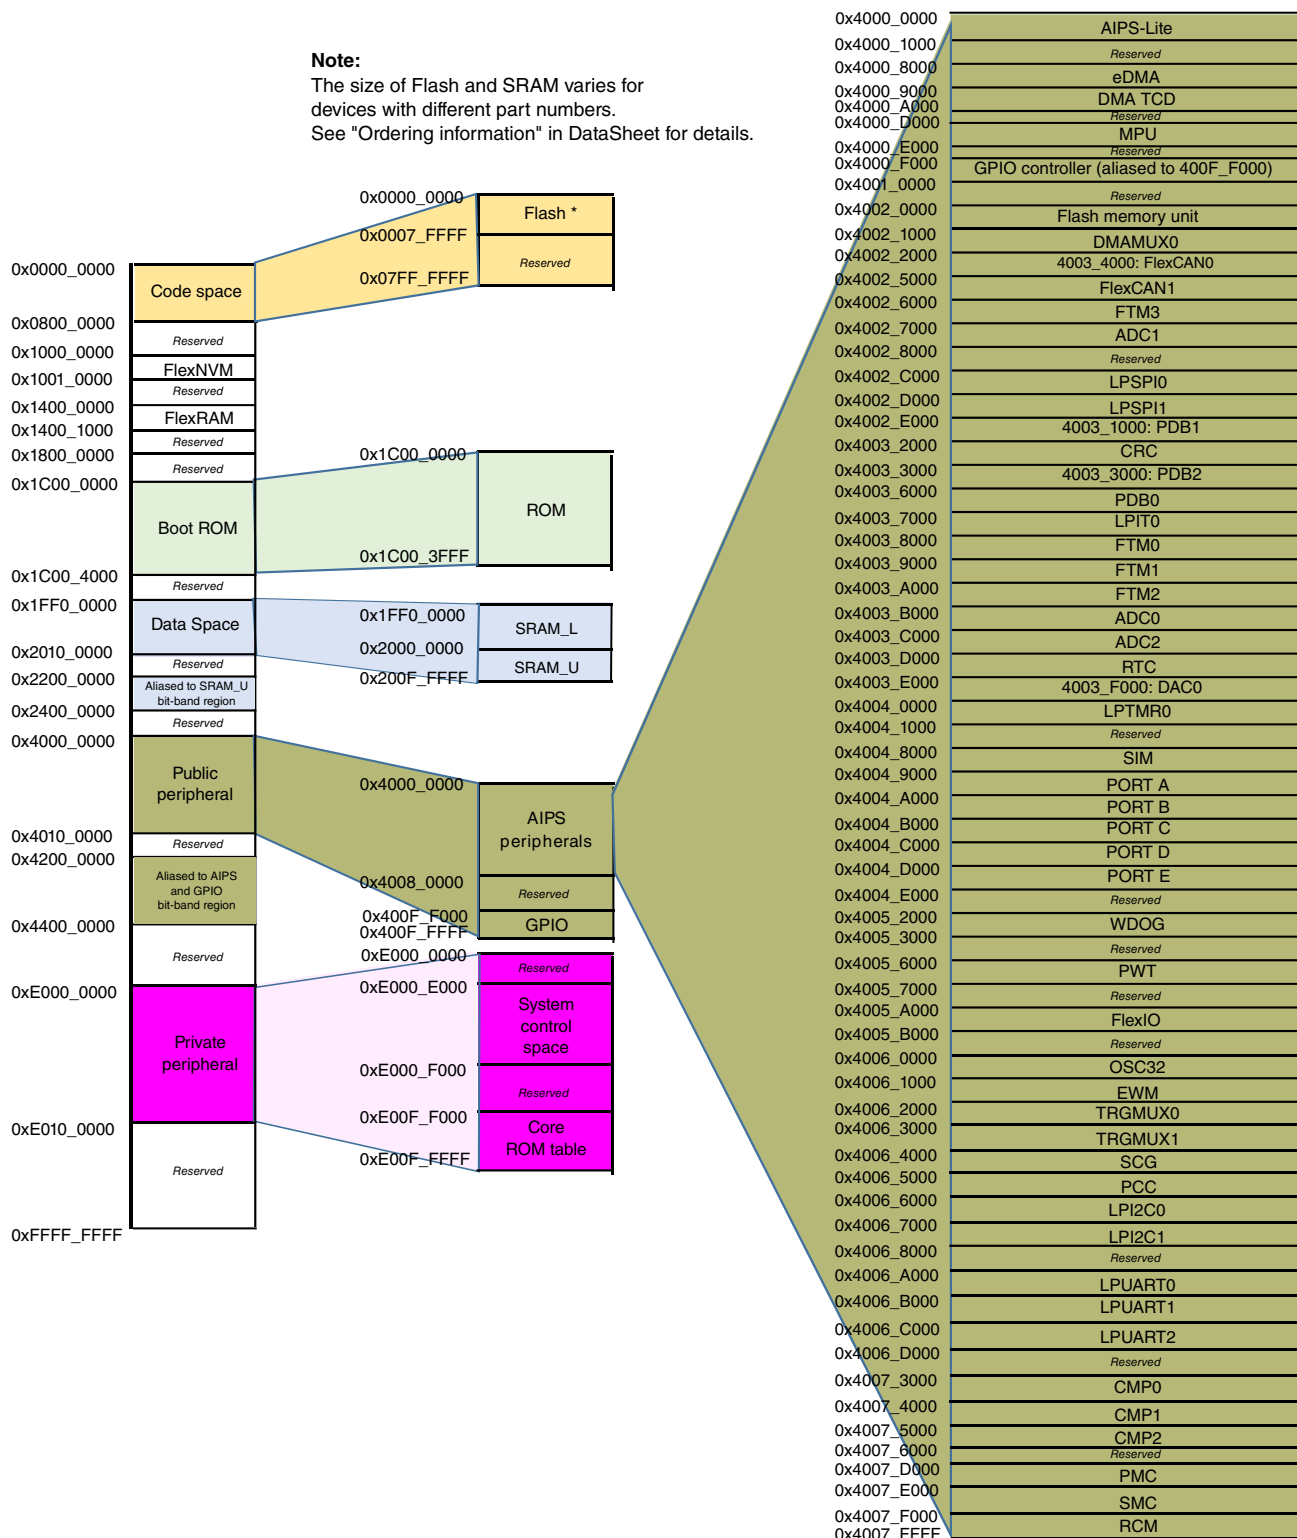 Note:
The size of Flash and SRAM varies for
devices with different part numbers.
See "Ordering information" in DataSheet for details.
0x0000_0000
Code space
0x0800_0000
Reserved
0x1000_0000
FlexNVM
0x1001_0000
Reserved
0x1400_0000
FlexRAM
0x1400_1000
Reserved
0x1800_0000
Reserved
0x1C00_0000
Boot ROM
0x1C00_4000
Reserved
0x1FF0_0000
Data Space
0x2010_0000
Reserved
0x2200_0000
Aliased to SRAM_U
bit-band region
0x2400_0000
Reserved
0x4000_0000
Public
peripheral
0x4010_0000
Reserved
0x4200_0000
Aliased to AIPS
and GPIO
bit-band region
0x4400_0000
Reserved
0xE000_0000
Private
peripheral
0xE010_0000
Reserved
0xFFFF_FFFF
0x0000_0000
Flash *
0x0007_FFFF
Reserved
0x07FF_FFFF
0x1C00_0000
ROM
0x1C00_3FFF
0x1FF0_0000
SRAM_L
0x2000_0000
SRAM_U
0x200F_FFFF
0x4000_0000
AIPS
peripherals
0x4008_0000
Reserved
0x400F_F000
GPIO
0x400F_FFFF
0xE000_0000
Reserved
0xE000_E000
System
control
space
0xE000_F000
Reserved
0xE00F_F000
Core
ROM table
0xE00F_FFFF
0x4000_0000
AIPS-Lite
0x4000_1000
Reserved
0x4000_8000
eDMA
0x4000_9000
DMA TCD
0x4000_A000
Reserved
0x4000_D000
MPU
0x4000_E000
Reserved
0x4000_F000
GPIO controller (aliased to 400F_F000)
0x4001_0000
Reserved
0x4002_0000
Flash memory unit
0x4002_1000
DMAMUX0
0x4002_2000
4003_4000: FlexCAN0
0x4002_5000
FlexCAN1
0x4002_6000
FTM3
0x4002_7000
ADC1
0x4002_8000
Reserved
0x4002_C000
LPSPI0
0x4002_D000
LPSPI1
0x4002_E000
4003_1000: PDB1
0x4003_2000
CRC
0x4003_3000
4003_3000: PDB2
0x4003_6000
PDB0
0x4003_7000
LPIT0
0x4003_8000
FTM0
0x4003_9000
FTM1
0x4003_A000
FTM2
0x4003_B000
ADC0
0x4003_C000
ADC2
0x4003_D000
RTC
0x4003_E000
4003_F000: DAC0
0x4004_0000
LPTMR0
0x4004_1000
Reserved
0x4004_8000
SIM
0x4004_9000
PORT A
0x4004_A000
PORT B
0x4004_B000
PORT C
0x4004_C000
PORT D
0x4004_D000
PORT E
0x4004_E000
Reserved
0x4005_2000
WDOG
0x4005_3000
Reserved
0x4005_6000
PWT
0x4005_7000
Reserved
0x4005_A000
FlexIO
0x4005_B000
Reserved
0x4006_0000
OSC32
0x4006_1000
EWM
0x4006_2000
TRGMUX0
0x4006_3000
TRGMUX1
0x4006_4000
SCG
0x4006_5000
PCC
0x4006_6000
LPI2C0
0x4006_7000
LPI2C1
0x4006_8000
Reserved
0x4006_A000
LPUART0
0x4006_B000
LPUART1
0x4006_C000
LPUART2
0x4006_D000
Reserved
0x4007_3000
CMP0
0x4007_4000
CMP1
0x4007_5000
CMP2
0x4007_6000
Reserved
0x4007_D000
PMC
0x4007_E000
SMC
0x4007_F000
RCM
0x4007_FFFF